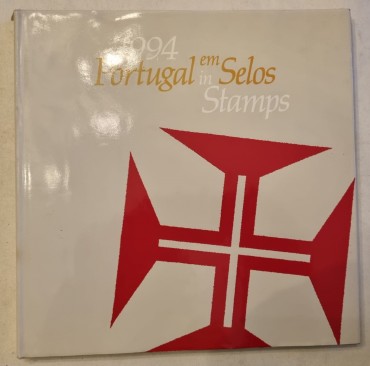 1994
Portugal em Selos
in
Stamps